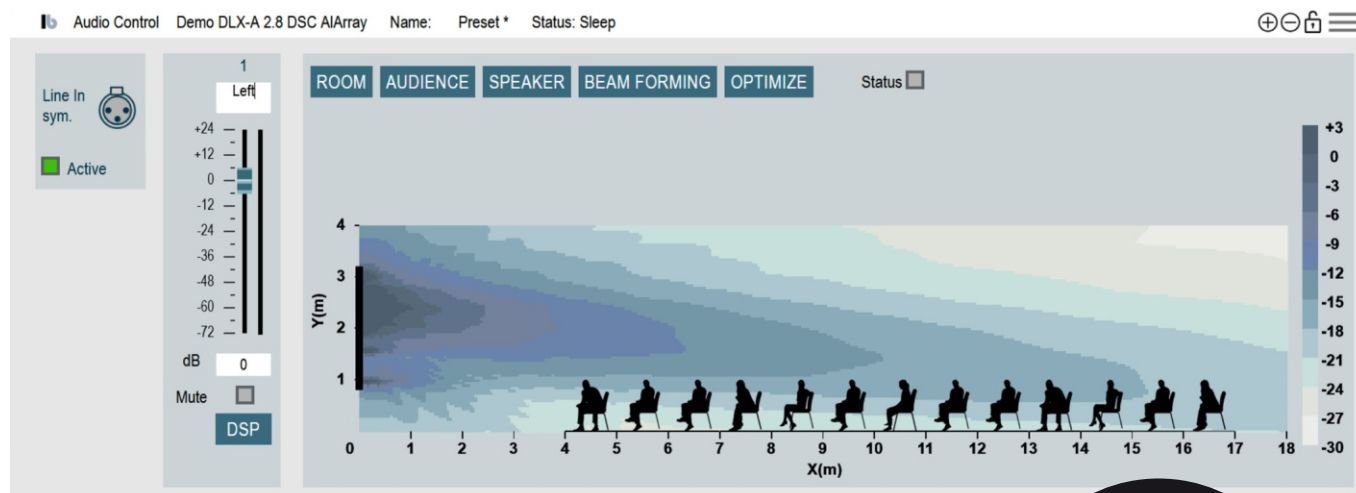 lb Audio Control Demo DLX-A 2.8 DSC AIArray Name: Preset * Status: Sleep
Line In
sym.
Active
1
Left
+24
+12
0
-12
-24
-36
-48
-60
-72
dB 0
Mute
DSP
ROOM AUDIENCE SPEAKER BEAM FORMING OPTIMIZE Status
4
3
2
1
Y(m)
0 1 2 3 4 5 6 7 8 9 10 11 12 13 14 15 16 17 18
X(m)
+3
0
-3
-6
-9
-12
-15
-18
-21
-24
-27
-30